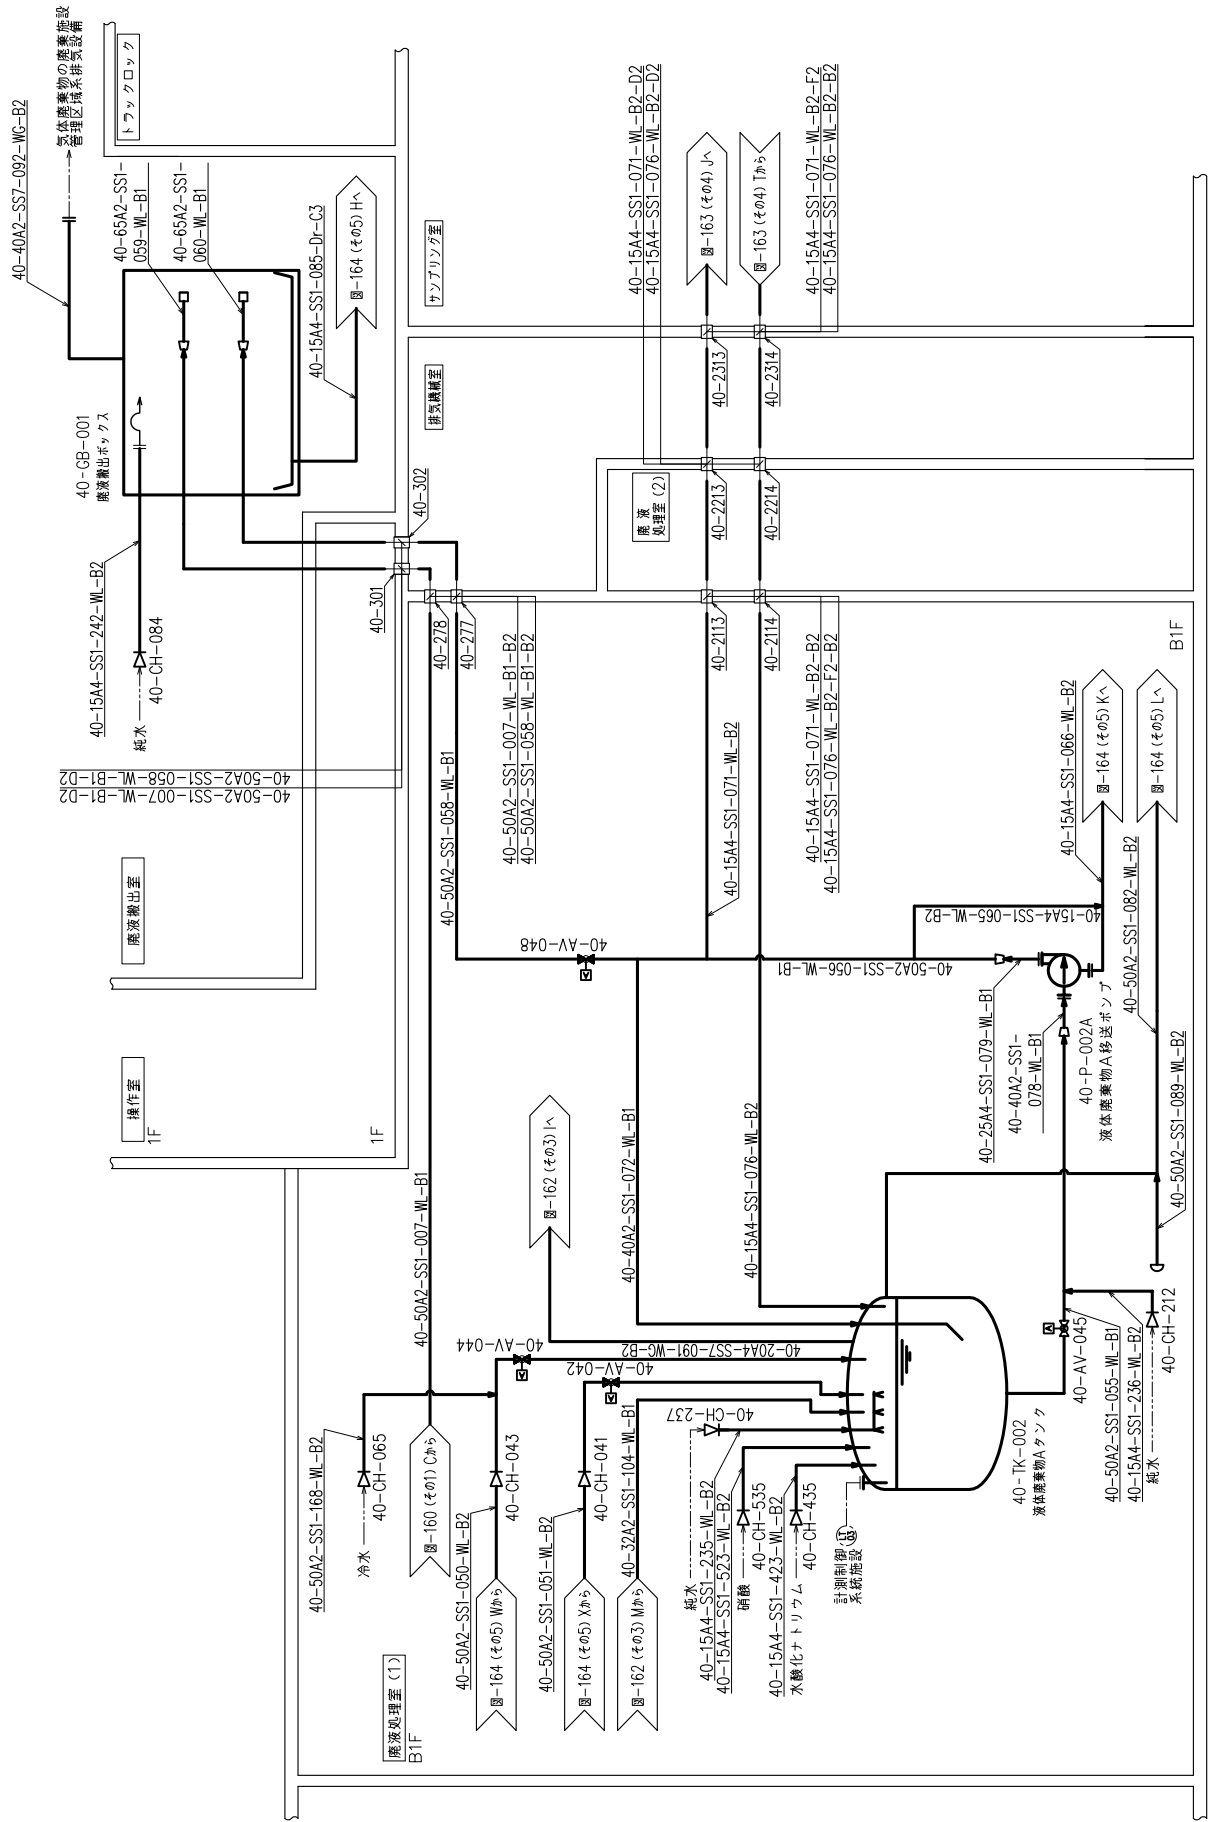 気体廃棄物の廃棄施設
管理区域系排気設備
トラックロック
40-40A2-SS7-092-WG-B2
40-65A2-SS1-
059-WL-B1
40-65A2-SS1-
060-WL-B1
40-15A4-SS1-085-Dr-C3
図-164 (その5) Hへ
サンプリング室
排気機械室
40-GB-001
廃液搬出ボックス
40-15A4-SS1-242-WL-B2
純水
40-CH-084
40-302
40-301
40-278
40-277
40-50A2-SS1-058-WL-B1-D2
40-50A2-SS1-007-WL-B1-D2
廃液搬出室
操作室
1F
1F
40-50A2-SS1-007-WL-B1-B2
40-50A2-SS1-058-WL-B1-B2
40-50A2-SS1-058-WL-B1
40-50A2-SS1-007-WL-B1
40-15A4-SS1-071-WL-B2-D2
40-15A4-SS1-076-WL-B2-D2
図-163 (その4) Jへ
図-163 (その4) Tから
40-15A4-SS1-071-WL-B2-F2
40-15A4-SS1-076-WL-B2-B2
40-2313
40-2314
廃液
処理室 (2)
40-2213
40-2214
40-2113
40-2114
40-15A4-SS1-071-WL-B2-B2
40-15A4-SS1-076-WL-B2-F2-B2
40-15A4-SS1-071-WL-B2
B1F
40-15A4-SS1-066-WL-B2
図-164 (その5) Kへ
図-164 (その5) Lへ
40-15A4-SS1-065-WL-B2
40-50A2-SS1-082-WL-B2
40-AV-048
40-50A2-SS1-056-WL-B1
40-25A4-SS1-079-WL-B1
40-40A2-SS1-
078-WL-B1
40-P-002A
液体廃棄物A移送ポンプ
40-50A2-SS1-089-WL-B2
図-162 (その3) Iへ
40-40A2-SS1-072-WL-B1
40-15A4-SS1-076-WL-B2
40-20A4-SS7-091-WG-B2
40-AV-044
40-AV-042
40-50A2-SS1-168-WL-B2
冷水
40-CH-065
図-160 (その1) Cから
40-50A2-SS1-050-WL-B2
40-CH-043
図-164 (その5) Wから
40-50A2-SS1-051-WL-B2
40-CH-041
図-164 (その5) Xから
40-32A2-SS1-104-WL-B1
図-162 (その3) Mから
40-CH-237
純水
40-15A4-SS1-235-WL-B2
40-15A4-SS1-523-WL-B2
硝酸
40-CH-535
40-15A4-SS1-423-WL-B2
水酸化ナトリウム
40-CH-435
計測制御
系統施設
LT
03
40-TK-002
液体廃棄物Aタンク
40-AV-045
40-50A2-SS1-055-WL-B1
40-15A4-SS1-236-WL-B2
純水
40-CH-212
廃液処理室 (1)
B1F